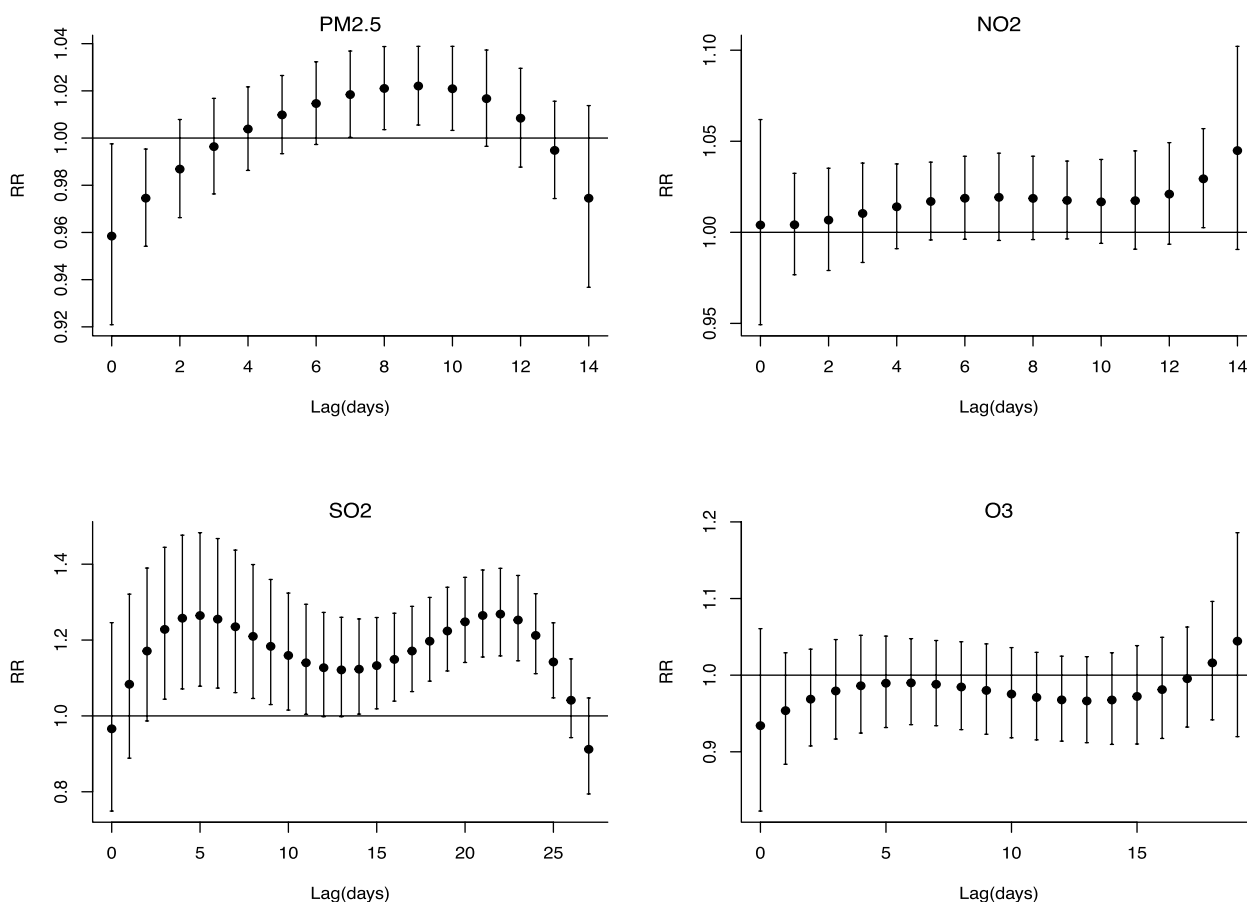 PM2.5
RR
0.92 0.94 0.96 0.98 1.00 1.02 1.04
0 2 4 6 8 10 12 14
Lag(days)
NO2
RR
0.95 1.00 1.05 1.10
0 2 4 6 8 10 12 14
Lag(days)
SO2
RR
0.8 1.0 1.2 1.4
0 5 10 15 20 25
Lag(days)
O3
RR
0.9 1.0 1.1 1.2
0 5 10 15
Lag(days)